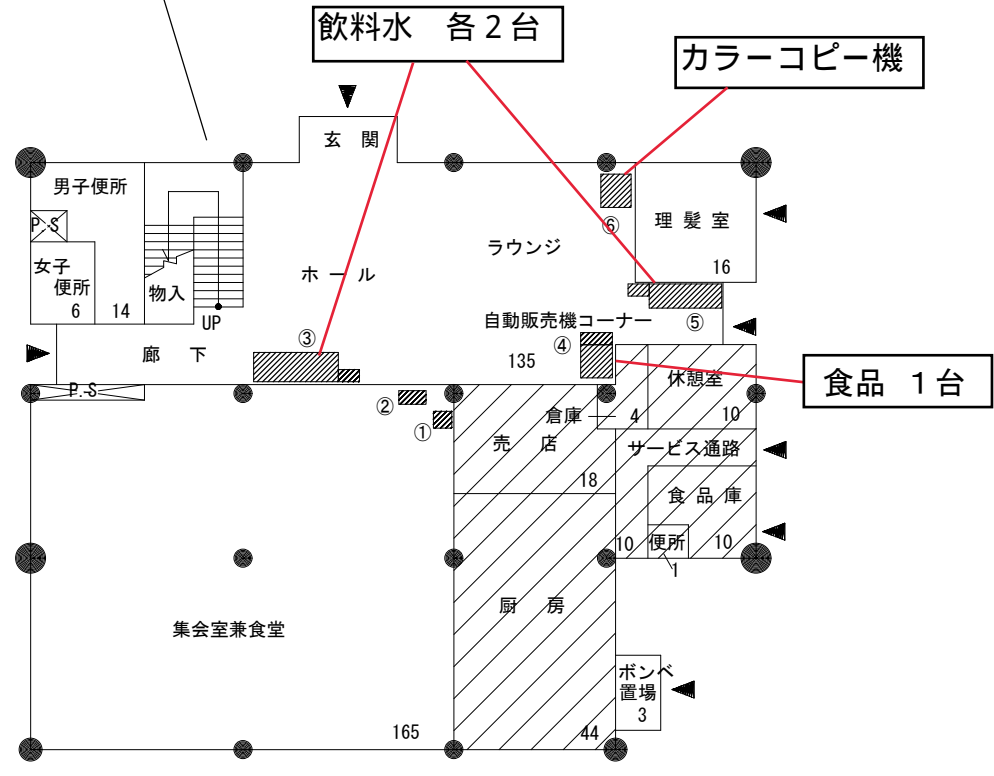 飲料水 各２台
カラーコピー機
玄 関
男子便所
P.S
女子
便所
6
14
物入
UP
ホール
ラウンジ
⑥
理髪室
16
自動販売機コーナー
⑤
③
④
135
廊 下
休憩室
食品 １台
P.S
②
①
倉庫
4
10
売 店
18
サービス通路
食品庫
10
便所
10
1
厨 房
集会室兼食堂
ボンベ
置場
3
165
44